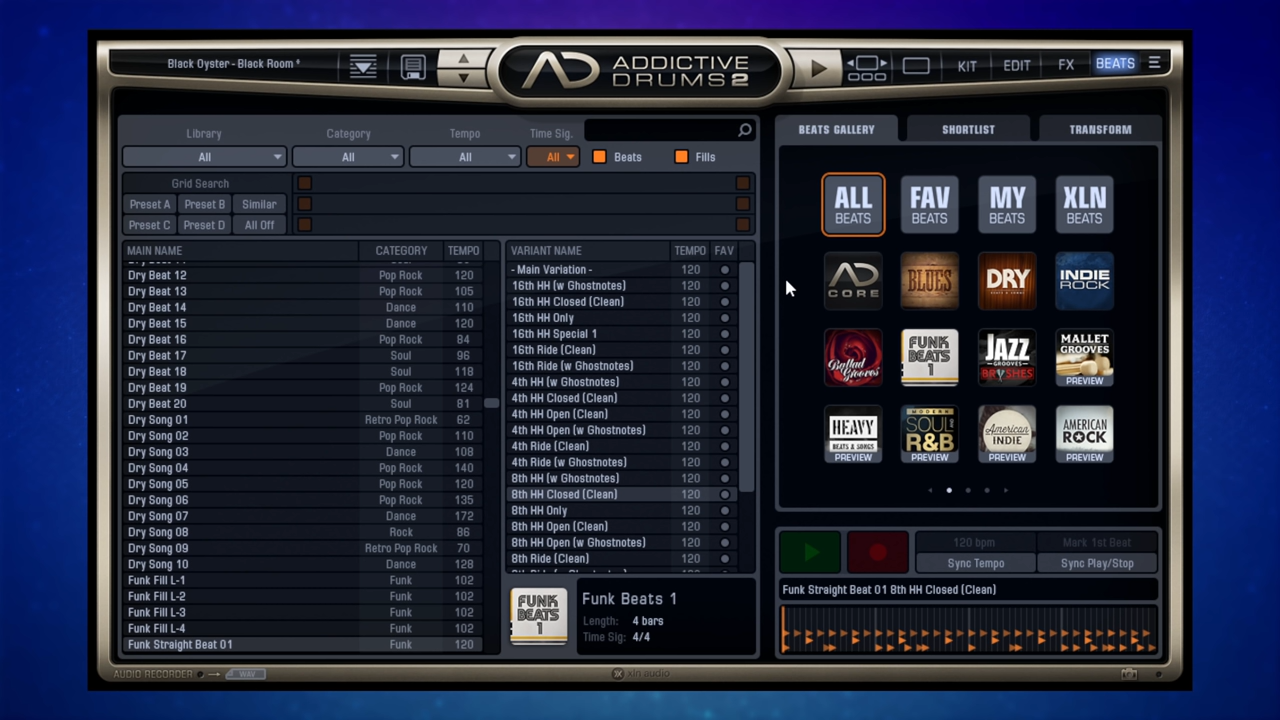 Black Oyster - Black Room *
ADDICTIVE
DRUMS 2
KIT
EDIT
FX
BEATS
Library
Category
Tempo
Time Sig.
All
All
All
All
Beats
Fills
Grid Search
Preset A
Preset B
Similar
Preset C
Preset D
All Off
MAIN NAME CATEGORY TEMPO
Dry Beat 12 Pop Rock 120
Dry Beat 13 Pop Rock 105
Dry Beat 14 Dance 110
Dry Beat 15 Dance 120
Dry Beat 16 Pop Rock 84
Dry Beat 17 Soul 96
Dry Beat 18 Soul 118
Dry Beat 19 Pop Rock 124
Dry Beat 20 Soul 81
Dry Song 01 Retro Pop Rock 62
Dry Song 02 Pop Rock 110
Dry Song 03 Dance 108
Dry Song 04 Pop Rock 140
Dry Song 05 Pop Rock 120
Dry Song 06 Pop Rock 135
Dry Song 07 Dance 172
Dry Song 08 Rock 86
Dry Song 09 Retro Pop Rock 70
Dry Song 10 Dance 128
Funk Fill L-1 Funk 102
Funk Fill L-2 Funk 102
Funk Fill L-3 Funk 102
Funk Fill L-4 Funk 102
Funk Straight Beat 01 Funk 120
VARIANT NAME TEMPO FAV
- Main Variation - 120
16th HH (w Ghostnotes) 120
16th HH Closed (Clean) 120
16th HH Only 120
16th HH Special 1 120
16th Ride (Clean) 120
16th Ride (w Ghostnotes) 120
4th HH (w Ghostnotes) 120
4th HH Closed (Clean) 120
4th HH Open (Clean) 120
4th HH Open (w Ghostnotes) 120
4th Ride (Clean) 120
4th Ride (w Ghostnotes) 120
8th HH (w Ghostnotes) 120
8th HH Closed (Clean) 120
8th HH Only 120
8th HH Open (Clean) 120
8th HH Open (w Ghostnotes) 120
8th Ride (Clean) 120
FUNK
BEATS
1
Funk Beats 1
Length: 4 bars
Time Sig: 4/4
BEATS GALLERY
SHORTLIST
TRANSFORM
ALL
BEATS
FAV
BEATS
MY
BEATS
XLN
BEATS
AD
CORE
BLUES
DRY
BEATS & SONGS
INDIE
ROCK
Ballad
Grooves
FUNK
BEATS
1
JAZZ
GROOVES
BRUSHES
MALLET
GROOVES
PREVIEW
HEAVY
BEATS & SONGS
PREVIEW
MODERN
SOUL
R&B
PREVIEW
American
INDIE
PREVIEW
AMERICAN
ROCK
PREVIEW
120 bpm
Mark 1st Beat
Sync Tempo
Sync Play/Stop
Funk Straight Beat 01 8th HH Closed (Clean)
AUDIO RECORDER
WAV
xln audio